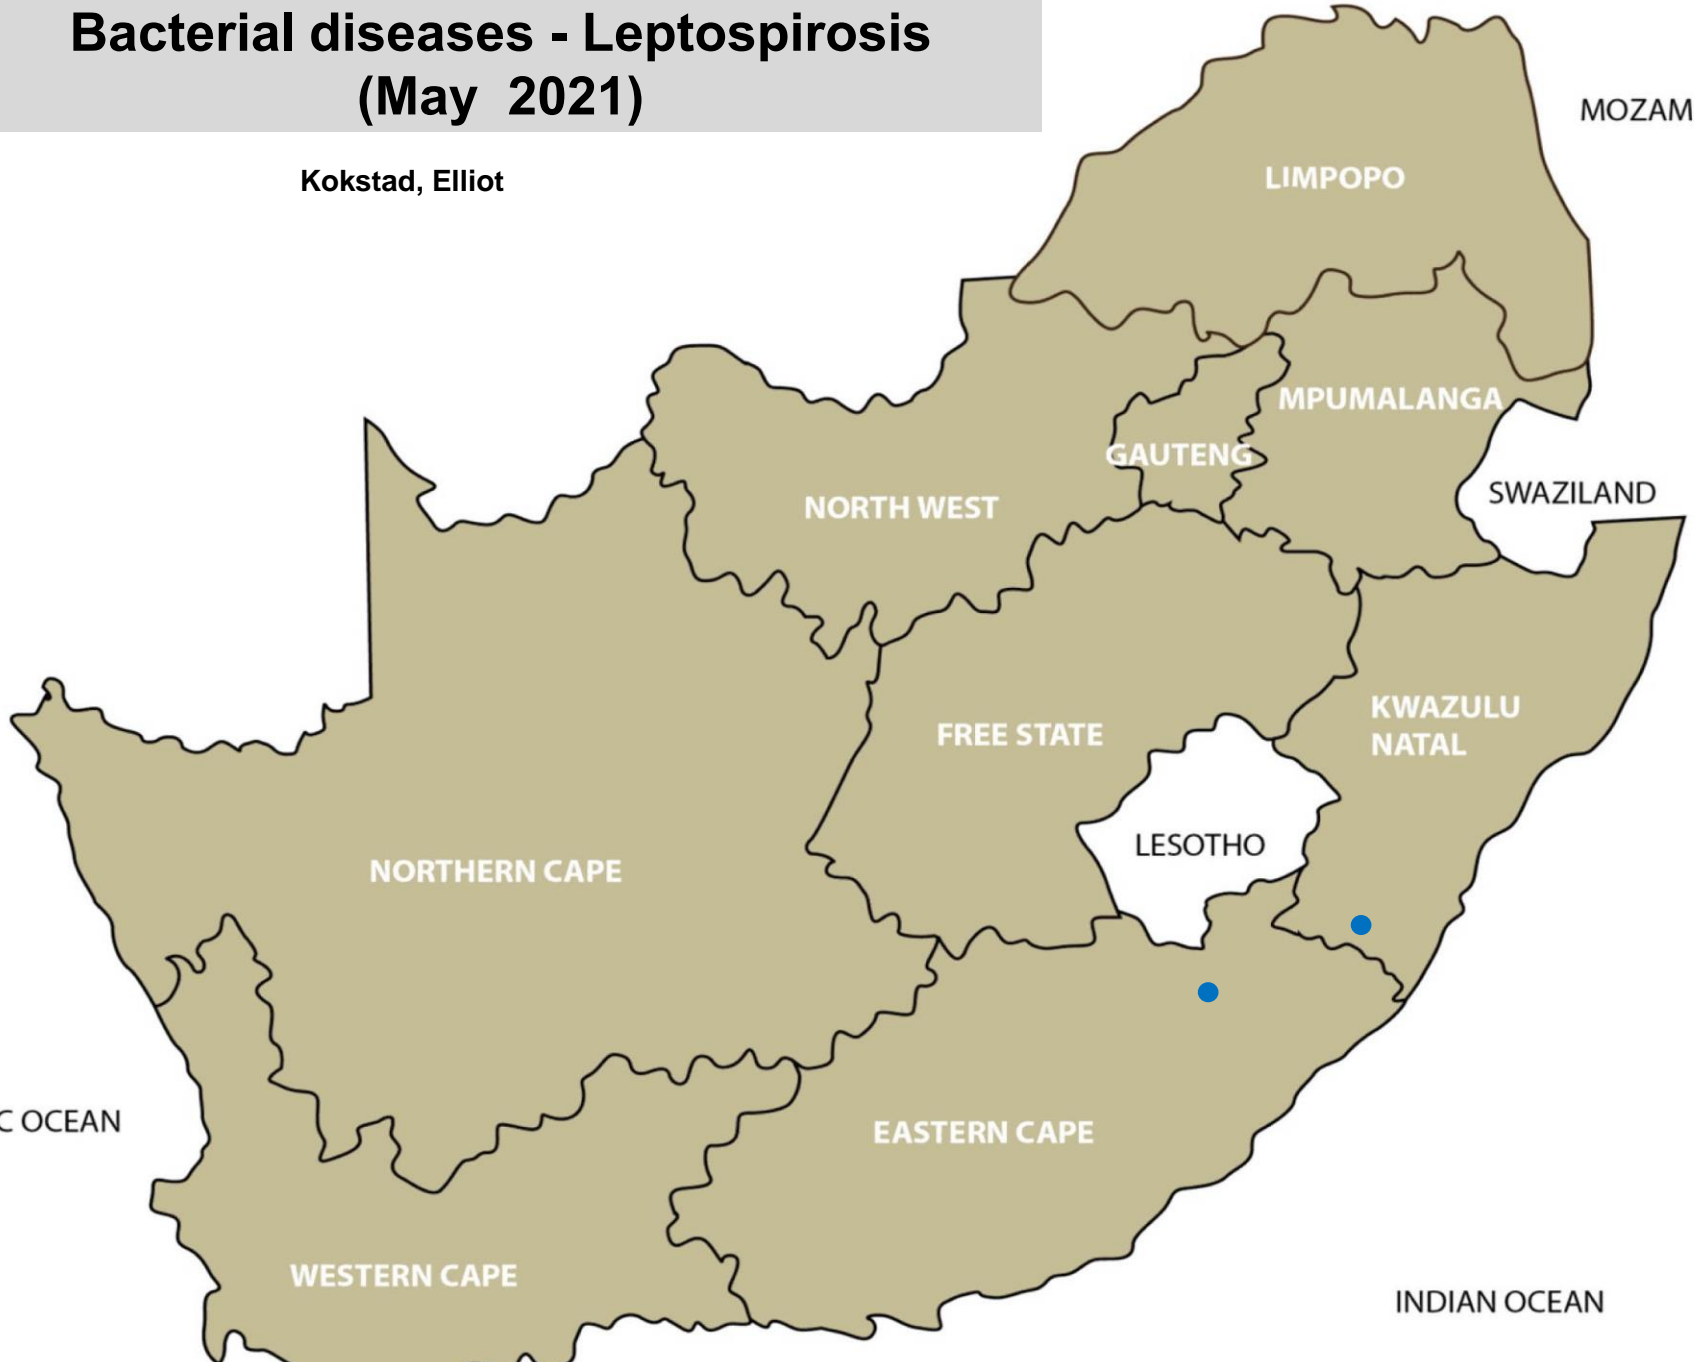 Bacterial diseases - Leptospirosis
(May  2021)
Kokstad, Elliot
MOZAM
LIMPOPO
MPUMALANGA
GAUTENG
SWAZILAND
NORTH WEST
KWAZULU
NATAL
FREE STATE
LESOTHO
NORTHERN CAPE
C OCEAN
EASTERN CAPE
WESTERN CAPE
INDIAN OCEAN